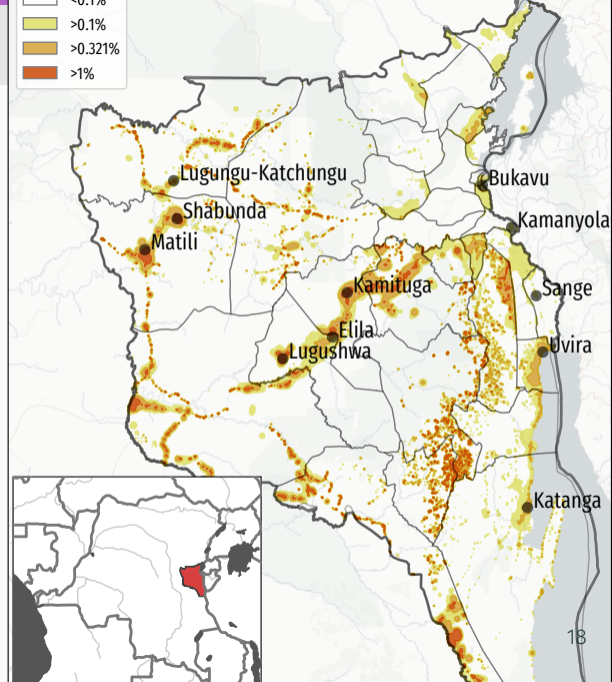 <0.1%
>0.1%
>0.321%
>1%
Lugungu-Katchungu
Bukavu
Shabunda
Kamanyola
Matili
Kamituga
Sange
Elila
Uvira
Lugushwa
Katanga
18